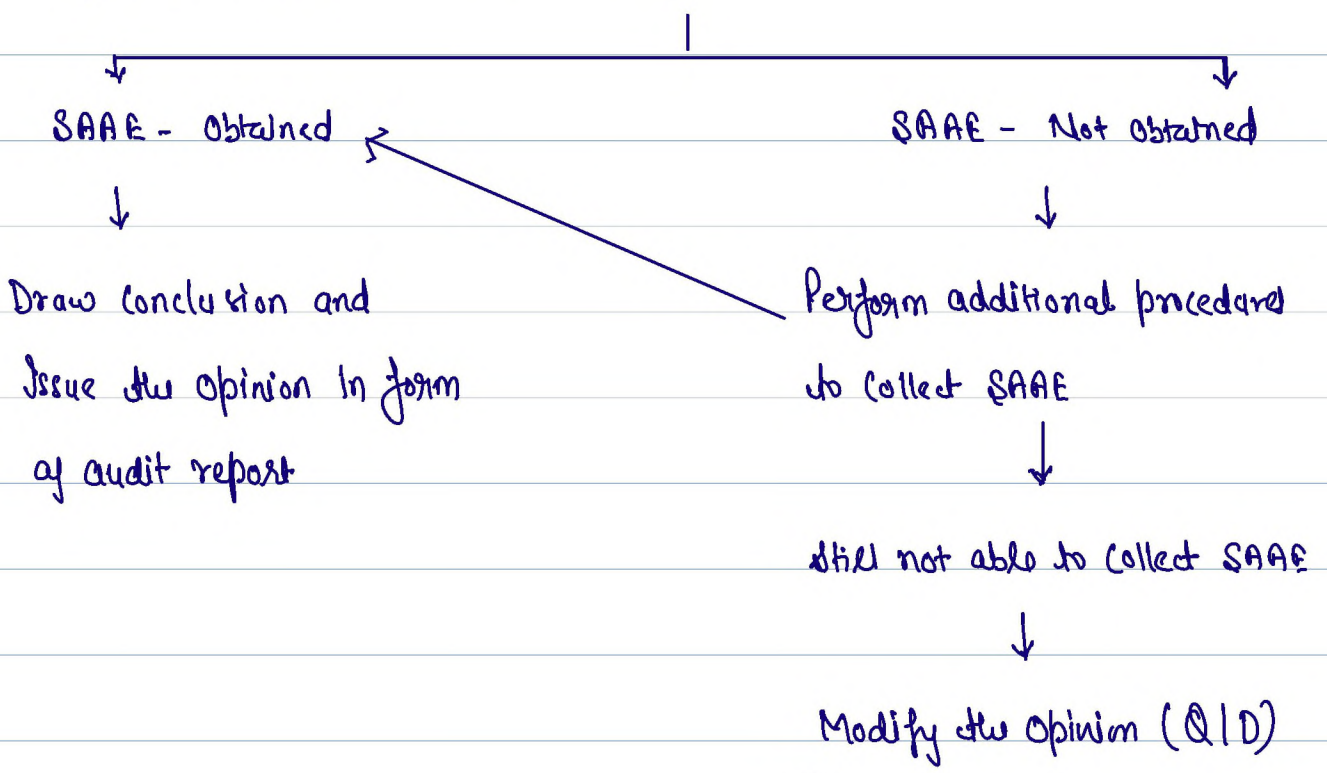 SAAE - Obtained
SAAE - Not obtained
Draw conclusion and
Issue the opinion in form
of audit report
Perform additional procedures
to collect SAAE
Still not able to collect SAAE
Modify the opinion (Q|D)